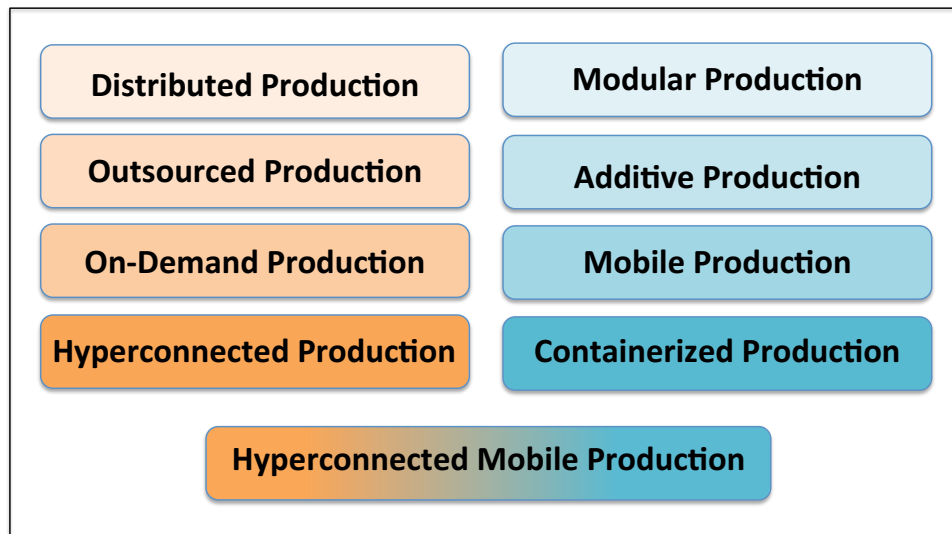 Distributed Production
Modular Production
Outsourced Production
Additive Production
On-Demand Production
Mobile Production
Hyperconnected Production
Containerized Production
Hyperconnected Mobile Production